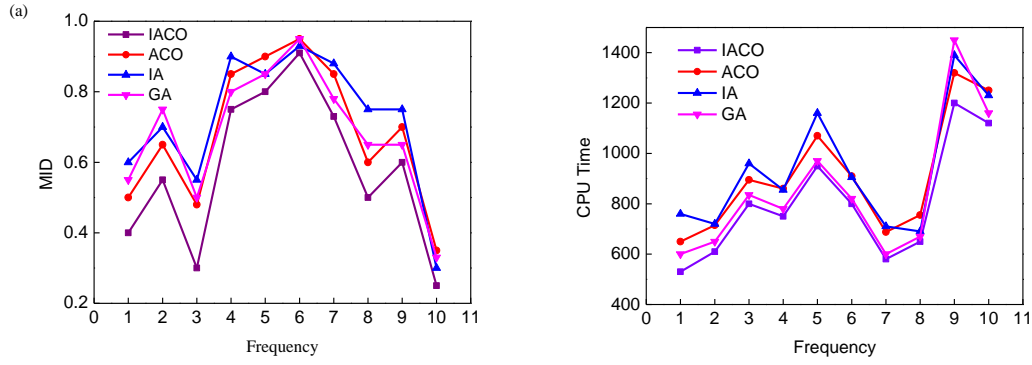 (a)
1.0
0.8
0.6
0.4
0.2
MID
IACO
ACO
IA
GA
0 1 2 3 4 5 6 7 8 9 10 11
Frequency
1400
1200
1000
800
600
400
CPU Time
IACO
ACO
IA
GA
0 1 2 3 4 5 6 7 8 9 10 11
Frequency